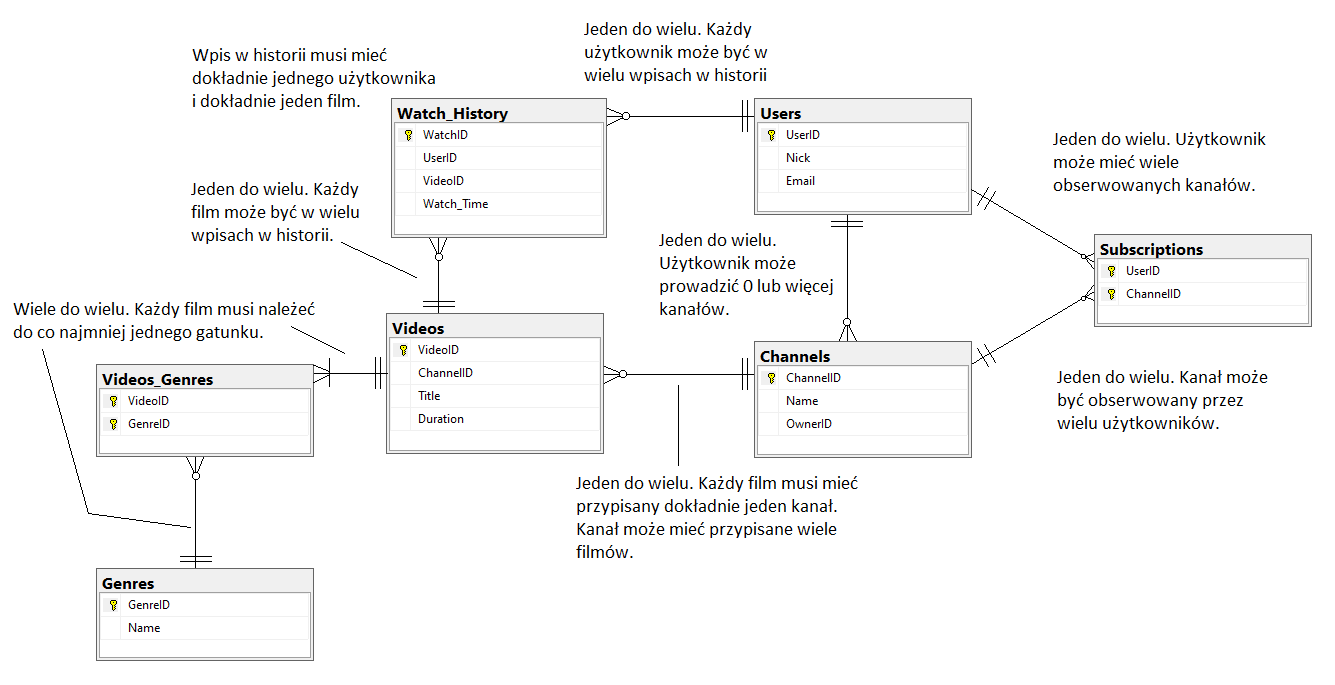 Jeden do wielu. Każdy
użytkownik może być w
wielu wpisach w historii
Wpis w historii musi mieć
dokładnie jednego użytkownika
i dokładnie jeden film.
Watch_History
WatchID
UserID
VideoID
Watch_Time
Users
UserID
Nick
Email
Jeden do wielu. Użytkownik
może mieć wiele
obserwowanych kanałów.
Jeden do wielu. Każdy
film może być w wielu
wpisach w historii.
Jeden do wielu.
Użytkownik może
prowadzić 0 lub więcej
kanałów.
Subscriptions
UserID
ChannelID
Wiele do wielu. Każdy film musi należeć
do co najmniej jednego gatunku.
Videos
VideoID
ChannelID
Title
Duration
Channels
ChannelID
Name
OwnerID
Videos_Genres
VideoID
GenreID
Jeden do wielu. Kanał może
być obserwowany przez
wielu użytkowników.
Jeden do wielu. Każdy film musi mieć
przypisany dokładnie jeden kanał.
Kanał może mieć przypisane wiele
filmów.
Genres
GenreID
Name